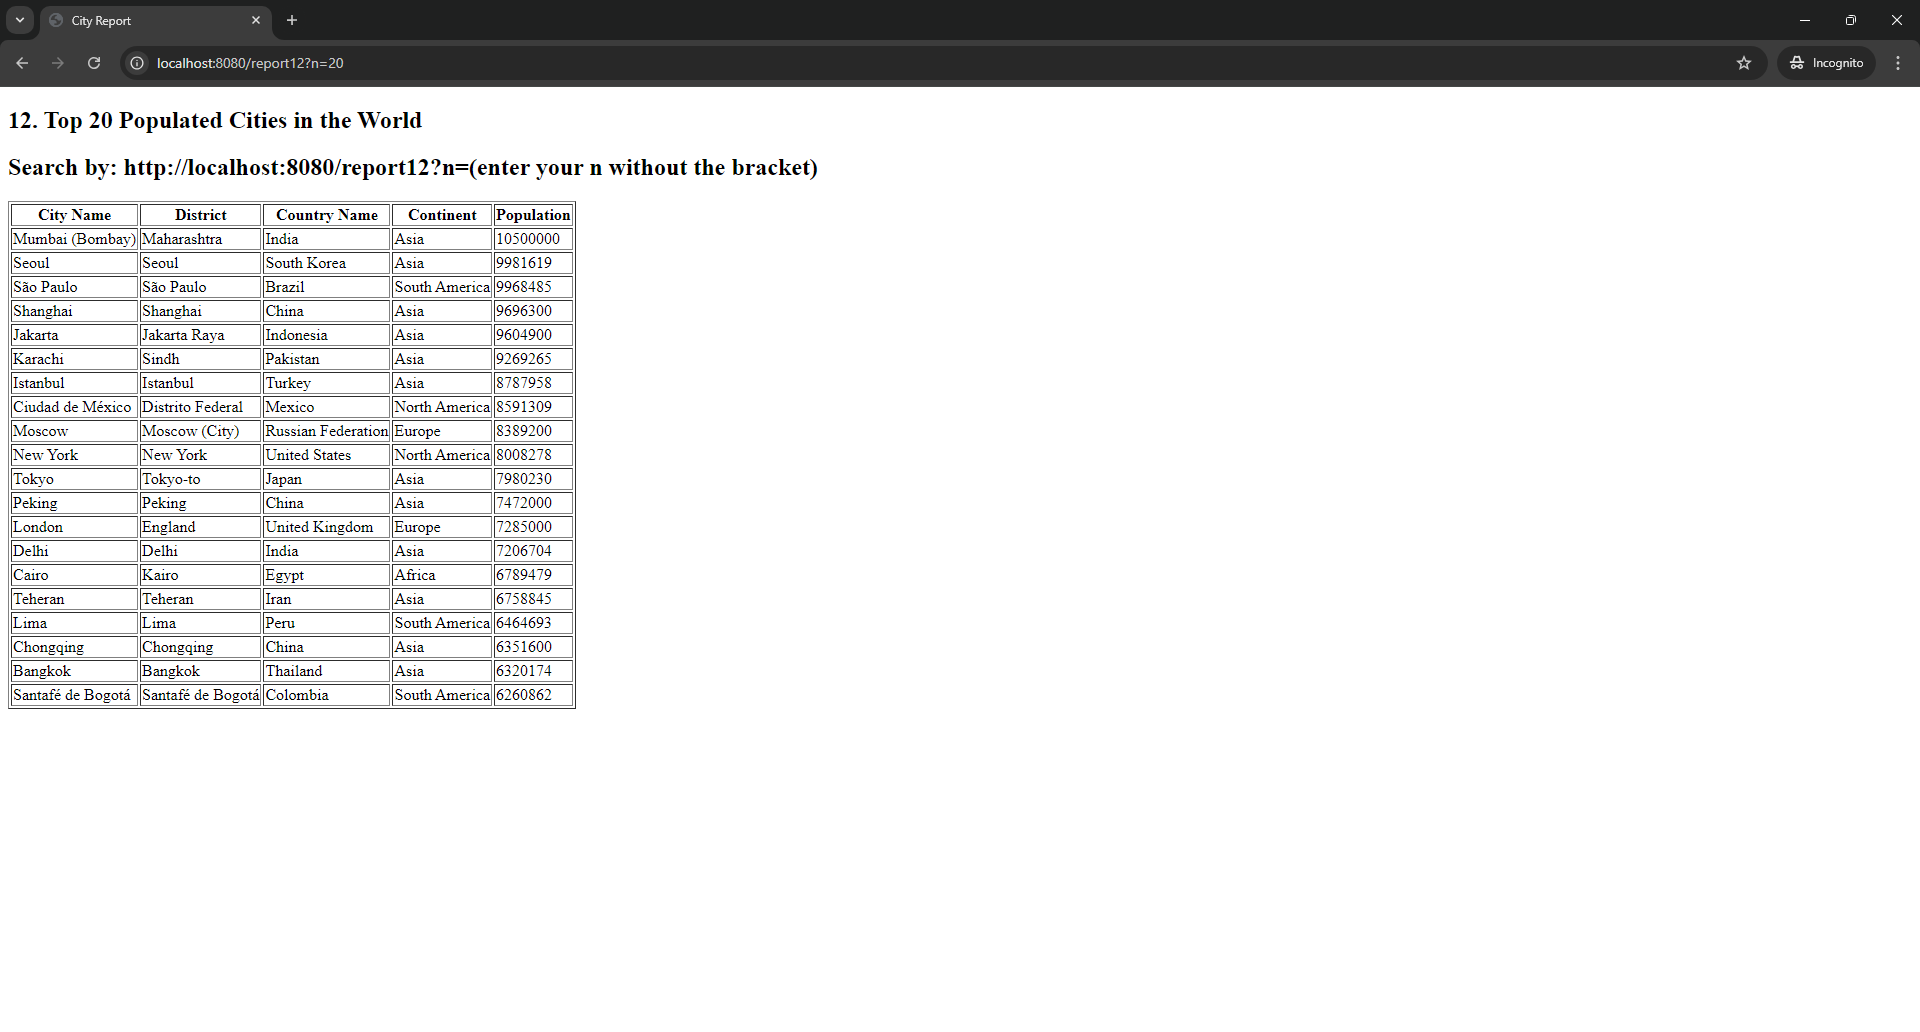 City Report
localhost:8080/report12?n=20
Incognito
12. Top 20 Populated Cities in the World
Search by: http://localhost:8080/report12?n=(enter your n without the bracket)
City Name District Country Name Continent Population
Mumbai (Bombay) Maharashtra India Asia 10500000
Seoul Seoul South Korea Asia 9981619
São Paulo São Paulo Brazil South America 9968485
Shanghai Shanghai China Asia 9696300
Jakarta Jakarta Raya Indonesia Asia 9604900
Karachi Sindh Pakistan Asia 9269265
Istanbul Istanbul Turkey Asia 8787958
Ciudad de México Distrito Federal Mexico North America 8591309
Moscow Moscow (City) Russian Federation Europe 8389200
New York New York United States North America 8008278
Tokyo Tokyo-to Japan Asia 7980230
Peking Peking China Asia 7472000
London England United Kingdom Europe 7285000
Delhi Delhi India Asia 7206704
Cairo Kairo Egypt Africa 6789479
Teheran Teheran Iran Asia 6758845
Lima Lima Peru South America 6464693
Chongqing Chongqing China Asia 6351600
Bangkok Bangkok Thailand Asia 6320174
Santafé de Bogotá Santafé de Bogotá Colombia South America 6260862